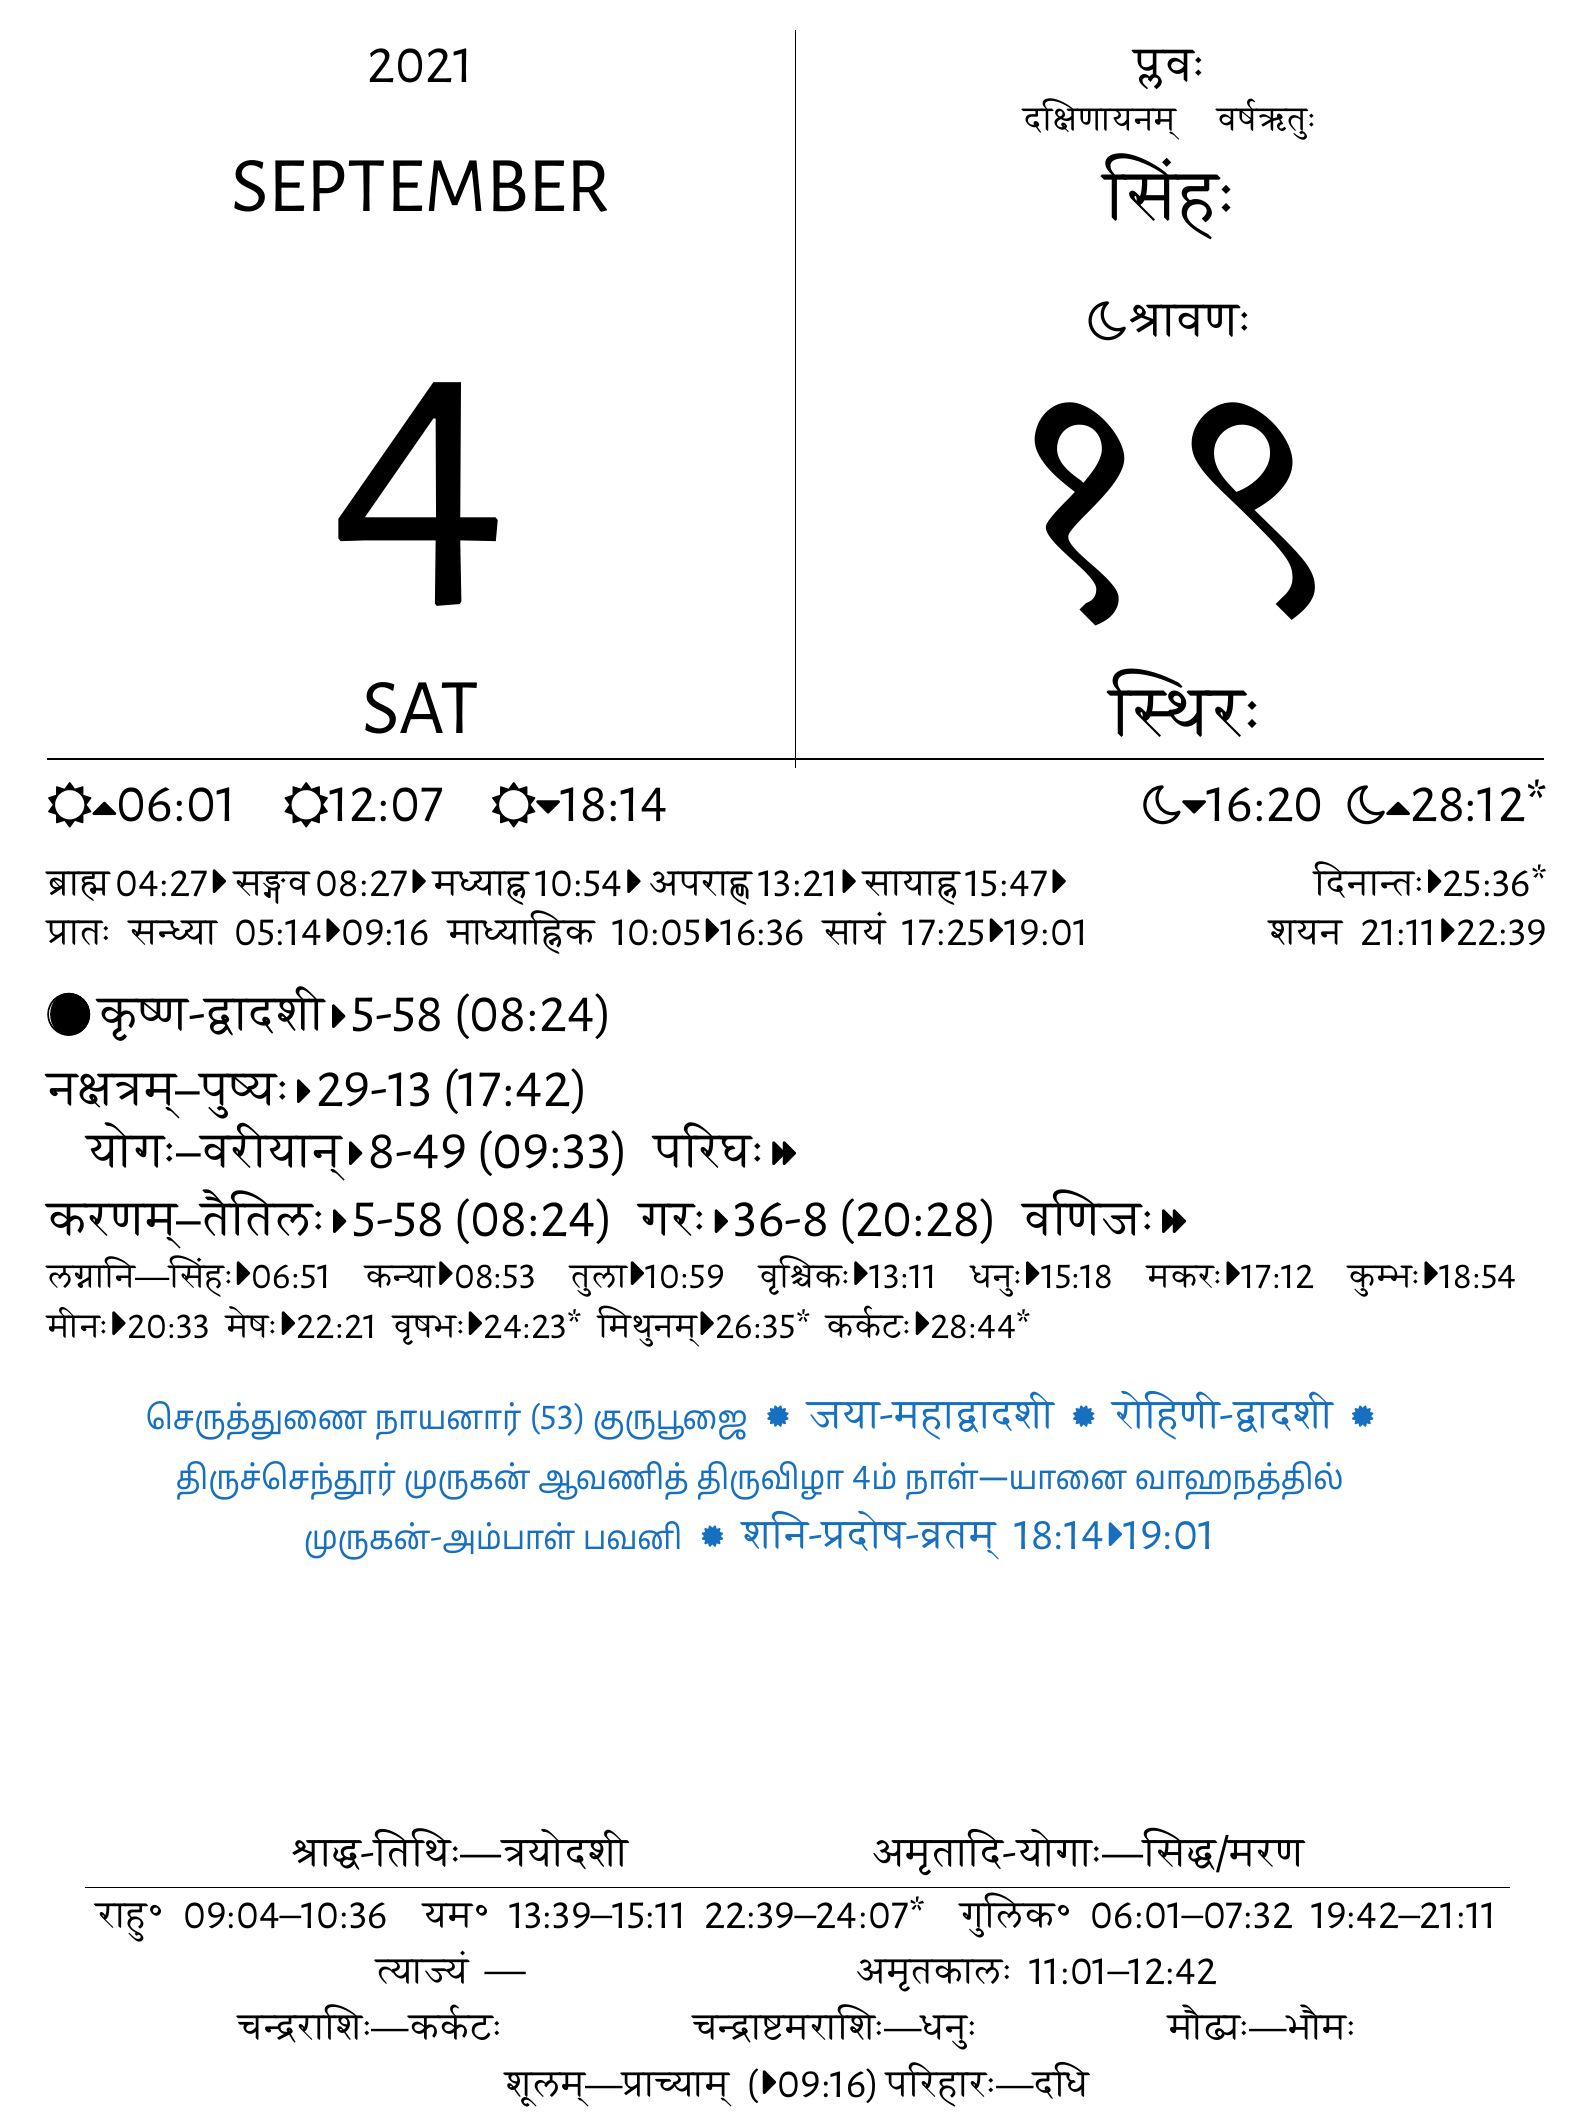 2021
SEPTEMBER
4
SAT
प्लवः
दक्षिणायनम् वर्षऋतुः
सिंहः
श्रावणः
१९
स्थिरः
06:01 12:07 18:14 16:20 28:12*
ब्राह्म 04:27 सङ्गव 08:27 मध्याह्न 10:54 अपराह्ण 13:21 सायाह्न 15:47 दिनान्तः 25:36*
प्रातः सन्ध्या 05:14 09:16 माध्याह्निक 10:05 16:36 सायं 17:25 19:01 शयन 21:11 22:39
कृष्ण-द्वादशी 5-58 (08:24)
नक्षत्रम्–पुष्यः 29-13 (17:42)
योगः–वरीयान् 8-49 (09:33) परिघः
करणम्–तैतिलः 5-58 (08:24) गरः 36-8 (20:28) वणिजः
लग्नानि—सिंहः 06:51 कन्या 08:53 तुला 10:59 वृश्चिकः 13:11 धनुः 15:18 मकरः 17:12 कुम्भः 18:54
मीनः 20:33 मेषः 22:21 वृषभः 24:23* मिथुनम् 26:35* कर्कटः 28:44*
செருத்துணை நாயனார் (53) குருபூஜை ✹ जया-महाद्वादशी ✹ रोहिणी-द्वादशी ✹
திருச்செந்தூர் முருகன் ஆவணித் திருவிழா 4ம் நாள்—யானை வாஹநத்தில்
முருகன்-அம்பாள் பவனி ✹ शनि-प्रदोष-व्रतम् 18:14 19:01
श्राद्ध-तिथिः—त्रयोदशी अमृतादि-योगाः—सिद्ध/मरण
राहु॰ 09:04–10:36 यम॰ 13:39–15:11 22:39–24:07* गुलिक॰ 06:01–07:32 19:42–21:11
त्याज्यं — अमृतकालः 11:01–12:42
चन्द्रराशिः—कर्कटः चन्द्राष्टमराशिः—धनुः मौढ्यः—भौमः
शूलम्—प्राच्याम् (09:16) परिहारः—दधि